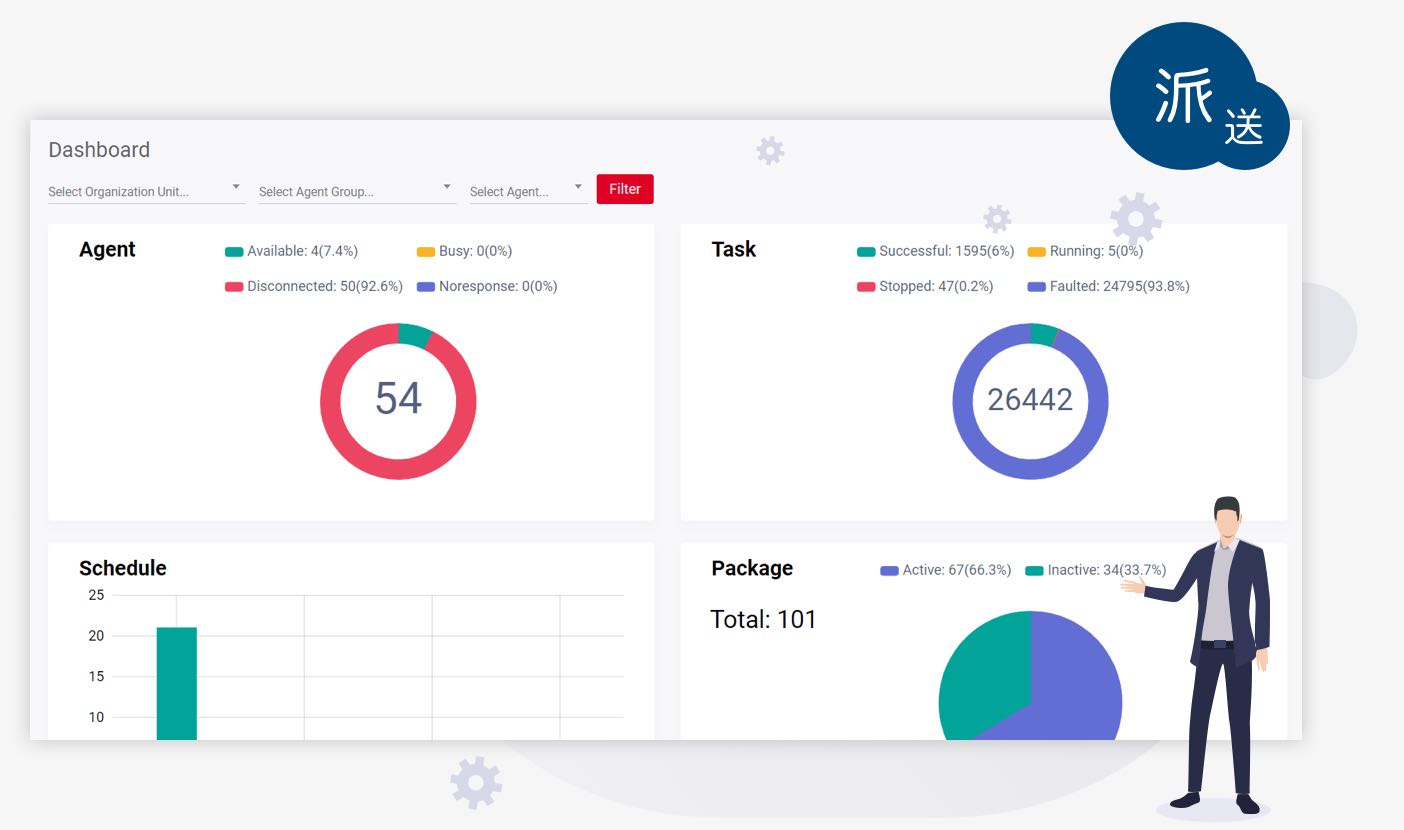 派
送
Dashboard
Select Organization Unit...
Select Agent Group...
Select Agent...
Filter
Agent
Available: 4(7.4%)
Busy: 0(0%)
Disconnected: 50(92.6%)
Noresponse: 0(0%)
54
Task
Successful: 1595(6%)
Running: 5(0%)
Stopped: 47(0.2%)
Faulted: 24795(93.8%)
26442
Schedule
25
20
15
10
Package
Active: 67(66.3%)
Inactive: 34(33.7%)
Total: 101